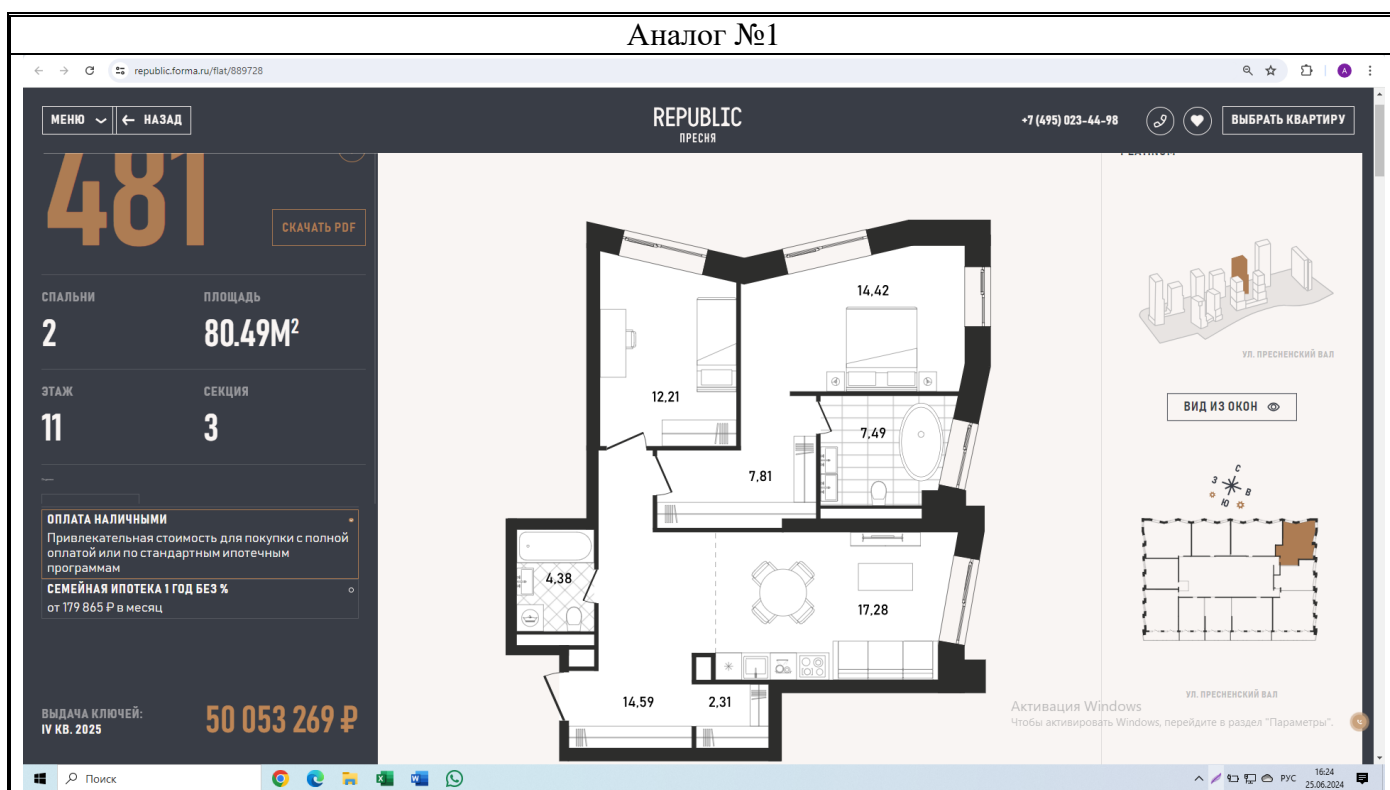 Аналог №1
republic.forma.ru/flat/889728
А
МЕНЮ
НАЗАД
REPUBLIC
ПРЕСНЯ
+7 (495) 023-44-98
ВЫБРАТЬ КВАРТИРУ
481
СКАЧАТЬ PDF
СПАЛЬНИ
ПЛОЩАДЬ
2
80.49М²
ЭТАЖ
СЕКЦИЯ
11
3
ОПЛАТА НАЛИЧНЫМИ
Привлекательная стоимость для покупки с полной
оплатой или по стандартным ипотечным
программам
СЕМЕЙНАЯ ИПОТЕКА 1 ГОД БЕЗ %
от 179 865 ₽ в месяц
ВЫДАЧА КЛЮЧЕЙ:
IV КВ. 2025
50 053 269 ₽
14,42
12,21
7,49
7,81
4,38
17,28
14,59
2,31
PLATINUM
УЛ. ПРЕСНЕНСКИЙ ВАЛ
ВИД ИЗ ОКОН
С
З
В
Ю
УЛ. ПРЕСНЕНСКИЙ ВАЛ
Активация Windows
Чтобы активировать Windows, перейдите в раздел "Параметры".
Поиск
РУС
16:24
25.06.2024